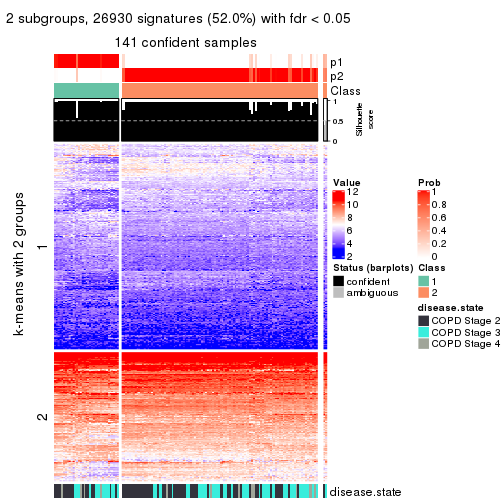 2 subgroups, 26930 signatures (52.0%) with fdr < 0.05
141 confident samples
p1
p2
Class
1
0.5
0
Silhouette
score
k-means with 2 groups
1
2
disease.state
Value
12
10
8
6
4
2
Prob
1
0.8
0.6
0.4
0.2
0
Status (barplots)
confident
ambiguous
Class
1
2
disease.state
COPD Stage 2
COPD Stage 3
COPD Stage 4